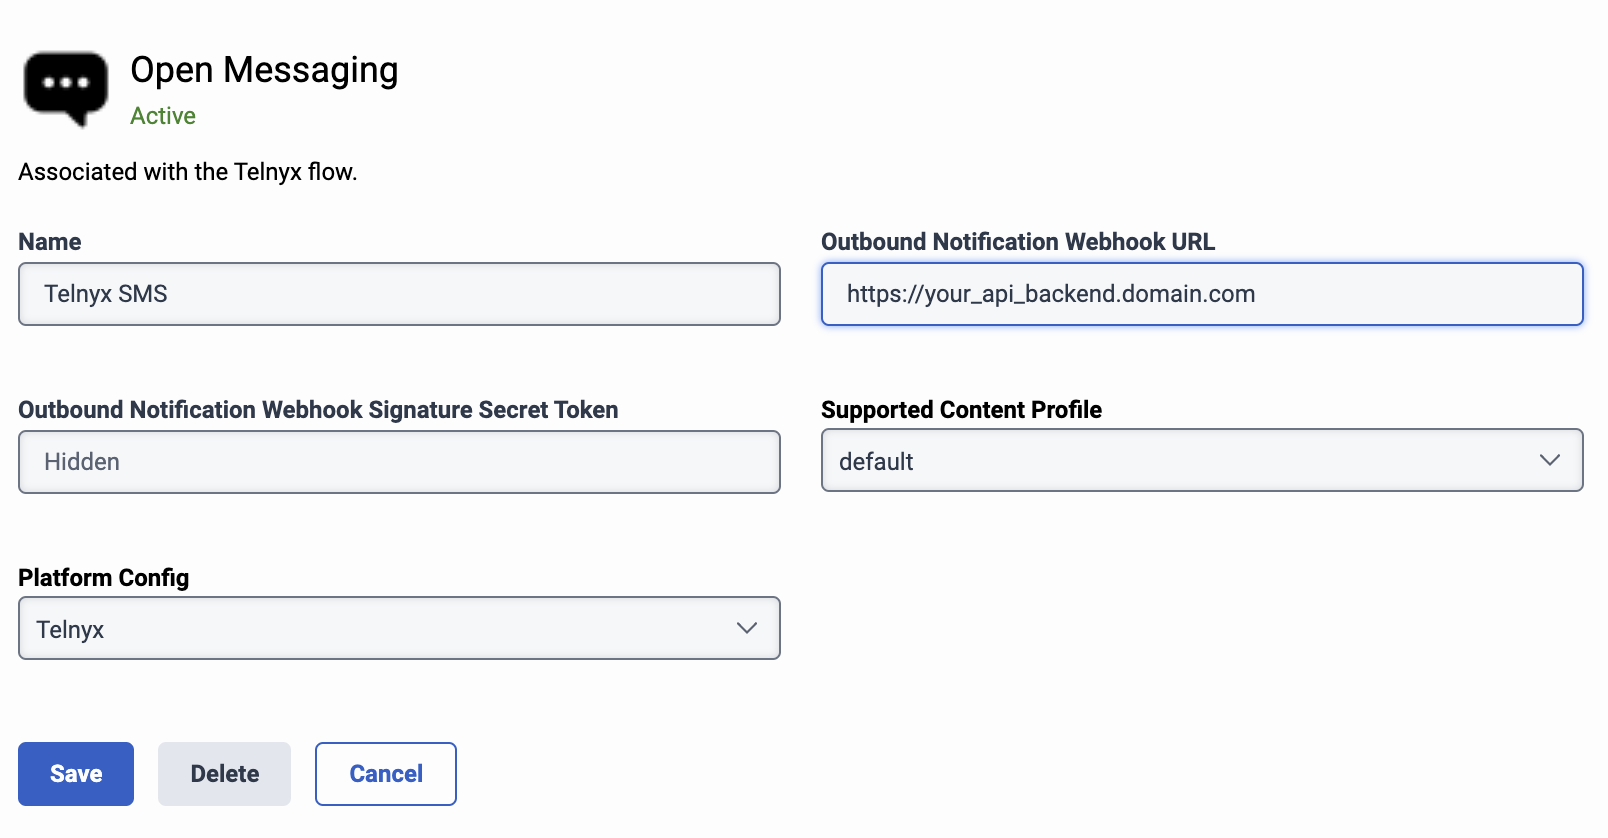 Open Messaging
Active
Associated with the Telnyx flow.
Name
Telnyx SMS
Outbound Notification Webhook URL
https://your_api_backend.domain.com
Outbound Notification Webhook Signature Secret Token
Hidden
Supported Content Profile
default
Platform Config
Telnyx
Save
Delete
Cancel